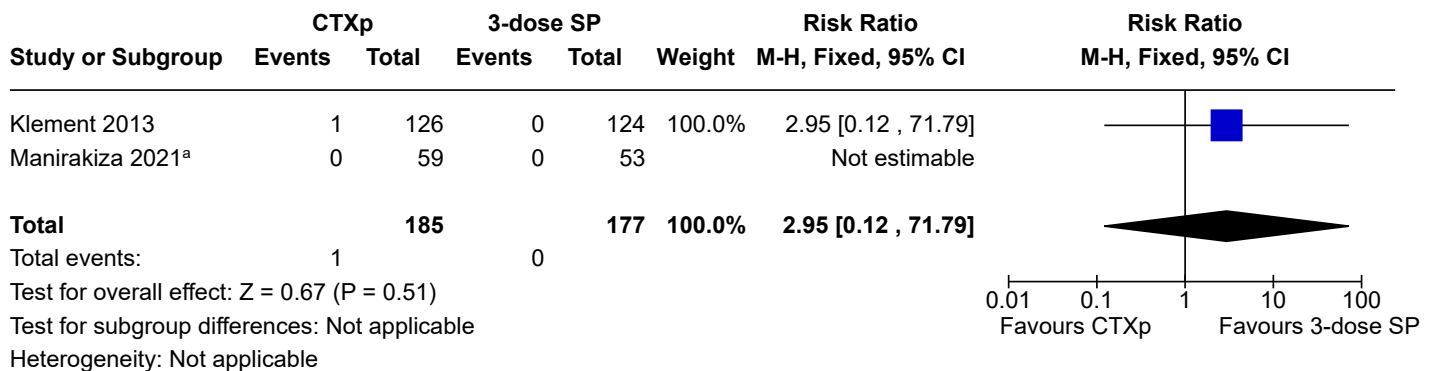 CTXp 3-dose SP Risk Ratio Risk Ratio
Study or Subgroup Events Total Events Total Weight M-H, Fixed, 95% CI M-H, Fixed, 95% CI
Klement 2013 1 126 0 124 100.0% 2.95 [0.12 , 71.79]
Manirakiza 2021ᵃ 0 59 0 53 Not estimable
Total 185 177 100.0% 2.95 [0.12 , 71.79]
Total events: 1 0
Test for overall effect: Z = 0.67 (P = 0.51)
0.01 0.1 1 10 100
Test for subgroup differences: Not applicable
Favours CTXp Favours 3-dose SP
Heterogeneity: Not applicable